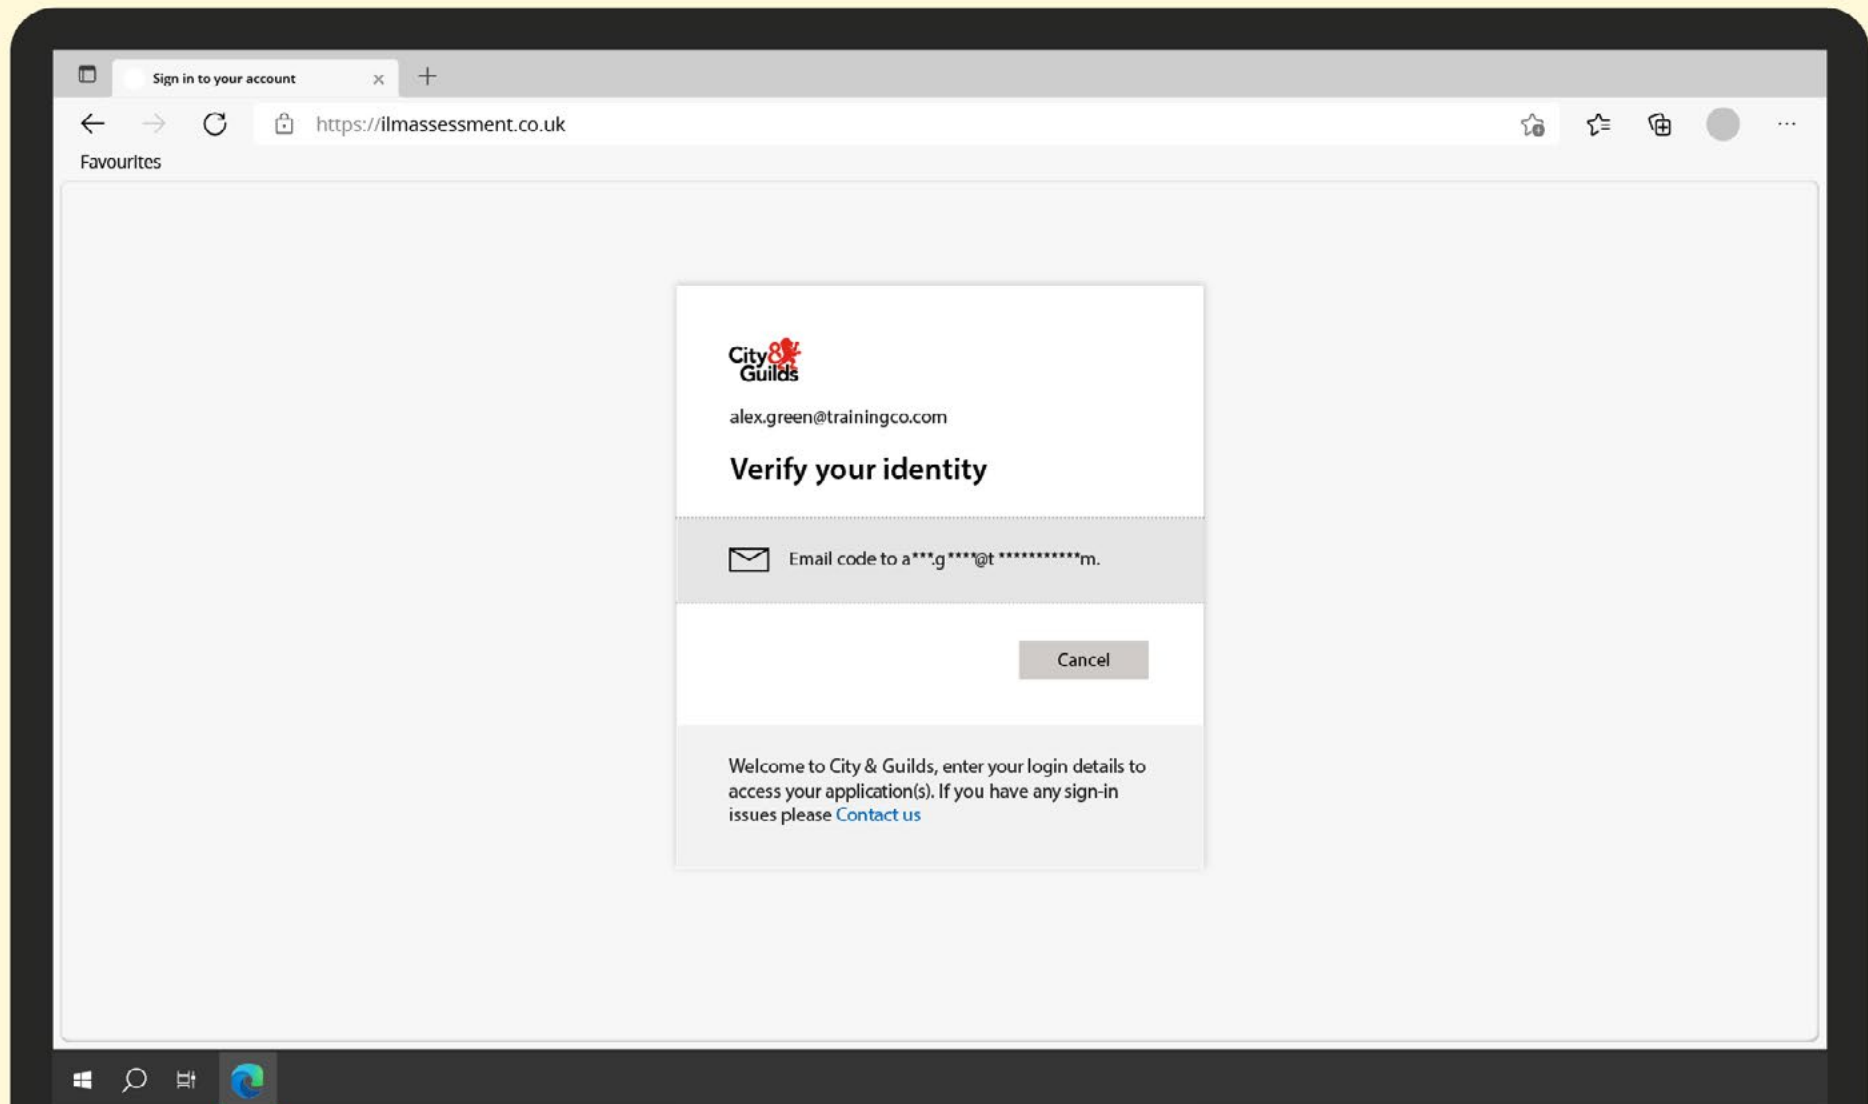 Sign in to your account
https://ilmassessment.co.uk
Favourites
City &
Guilds
alex.green@trainingco.com
Verify your identity
Email code to a***.g****@t ***********m.
Cancel
Welcome to City & Guilds, enter your login details to
access your application(s). If you have any sign-in
issues please Contact us